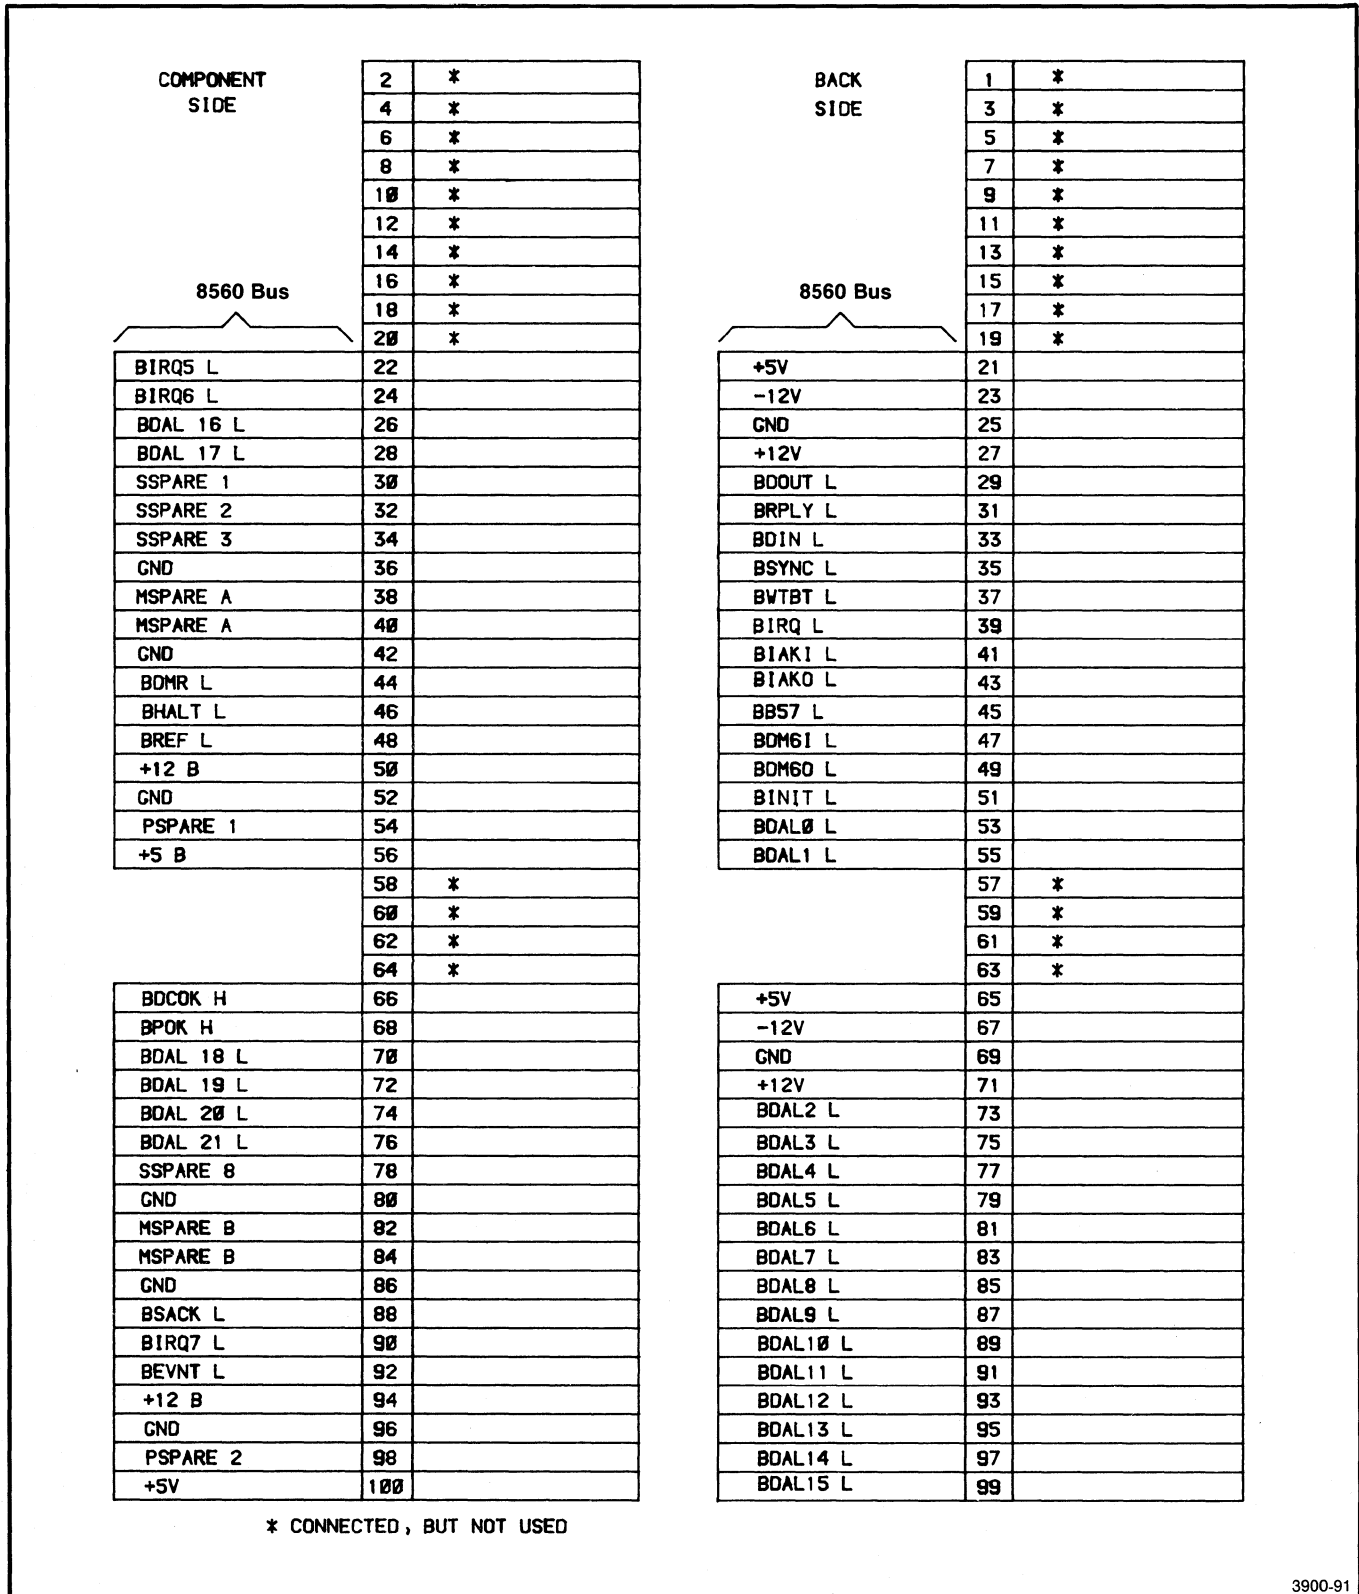 COMPONENT 2 * BACK 1 *
SIDE 4 * SIDE 3 *
6 * 5 *
8 * 7 *
10 * 9 *
12 * 11 *
14 * 13 *
8560 Bus 16 * 8560 Bus 15 *
18 * 17 *
20 * 19 *
BIRQ5 L 22 +5V 21
BIRQ6 L 24 -12V 23
BDAL 16 L 26 GND 25
BDAL 17 L 28 +12V 27
SSPARE 1 30 BDOUT L 29
SSPARE 2 32 BRPLY L 31
SSPARE 3 34 BDIN L 33
GND 36 BSYNC L 35
MSPARE A 38 BWTBT L 37
MSPARE A 40 BIRQ L 39
GND 42 BIAKI L 41
BDMR L 44 BIAKO L 43
BHALT L 46 BB57 L 45
BREF L 48 BDM6I L 47
+12 B 50 BDM6O L 49
GND 52 BINIT L 51
PSPARE 1 54 BDAL0 L 53
+5 B 56 BDAL1 L 55
58 * 57 *
60 * 59 *
62 * 61 *
64 * 63 *
BDCOK H 66 +5V 65
BPOK H 68 -12V 67
BDAL 18 L 70 GND 69
BDAL 19 L 72 +12V 71
BDAL 20 L 74 BDAL2 L 73
BDAL 21 L 76 BDAL3 L 75
SSPARE 8 78 BDAL4 L 77
GND 80 BDAL5 L 79
MSPARE B 82 BDAL6 L 81
MSPARE B 84 BDAL7 L 83
GND 86 BDAL8 L 85
BSACK L 88 BDAL9 L 87
BIRQ7 L 90 BDAL10 L 89
BEVNT L 92 BDAL11 L 91
+12 B 94 BDAL12 L 93
GND 96 BDAL13 L 95
PSPARE 2 98 BDAL14 L 97
+5V 100 BDAL15 L 99
* CONNECTED, BUT NOT USED
3900-91